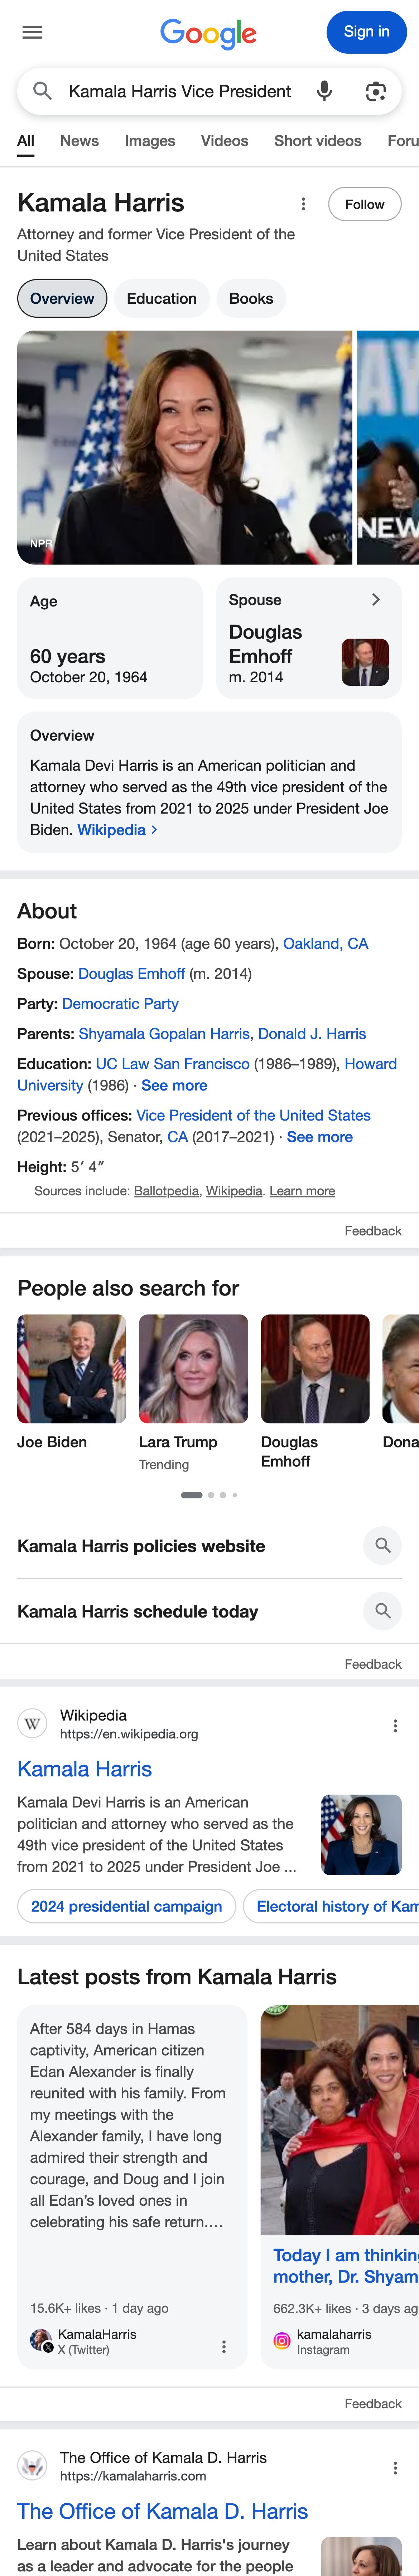 Google
Sign in
Kamala Harris Vice President
All News Images Videos Short videos Foru
Kamala Harris
Follow
Attorney and former Vice President of the
United States
Overview Education Books
NPR
NEW
Age
60 years
October 20, 1964
Spouse
Douglas
Emhoff
m. 2014
Overview
Kamala Devi Harris is an American politician and
attorney who served as the 49th vice president of the
United States from 2021 to 2025 under President Joe
Biden. Wikipedia
About
Born: October 20, 1964 (age 60 years), Oakland, CA
Spouse: Douglas Emhoff (m. 2014)
Party: Democratic Party
Parents: Shyamala Gopalan Harris, Donald J. Harris
Education: UC Law San Francisco (1986–1989), Howard
University (1986) · See more
Previous offices: Vice President of the United States
(2021–2025), Senator, CA (2017–2021) · See more
Height: 5′ 4″
Sources include: Ballotpedia, Wikipedia. Learn more
Feedback
People also search for
Joe Biden
Lara Trump
Trending
Douglas
Emhoff
Dona
Kamala Harris policies website
Kamala Harris schedule today
Feedback
W
Wikipedia
https://en.wikipedia.org
Kamala Harris
Kamala Devi Harris is an American
politician and attorney who served as the
49th vice president of the United States
from 2021 to 2025 under President Joe ...
2024 presidential campaign
Electoral history of Kam
Latest posts from Kamala Harris
After 584 days in Hamas
captivity, American citizen
Edan Alexander is finally
reunited with his family. From
my meetings with the
Alexander family, I have long
admired their strength and
courage, and Doug and I join
all Edan’s loved ones in
celebrating his safe return....
15.6K+ likes · 1 day ago
KamalaHarris
X (Twitter)
Today I am thinkin
mother, Dr. Shyam
662.3K+ likes · 3 days ag
kamalaharris
Instagram
Feedback
The Office of Kamala D. Harris
https://kamalaharris.com
The Office of Kamala D. Harris
Learn about Kamala D. Harris's journey
as a leader and advocate for the people